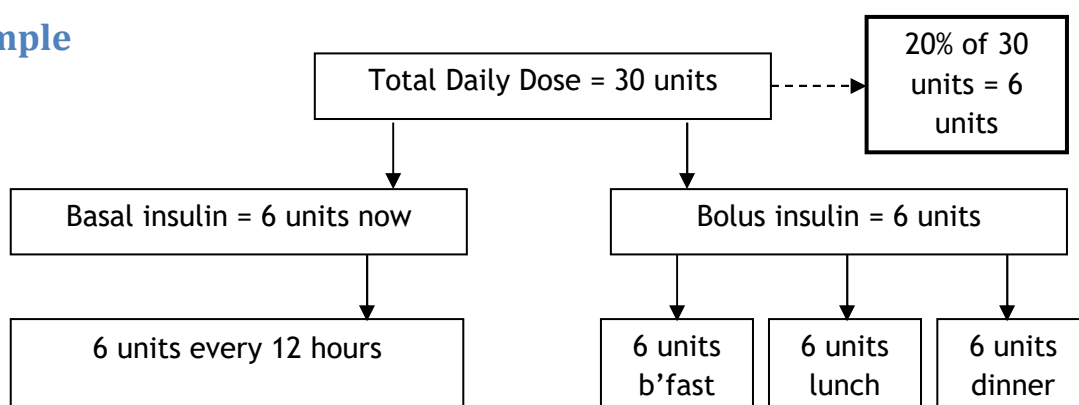 mple
20% of 30
units = 6
units
Total Daily Dose = 30 units
Basal insulin = 6 units now
Bolus insulin = 6 units
6 units every 12 hours
6 units
b’fast
6 units
lunch
6 units
dinner